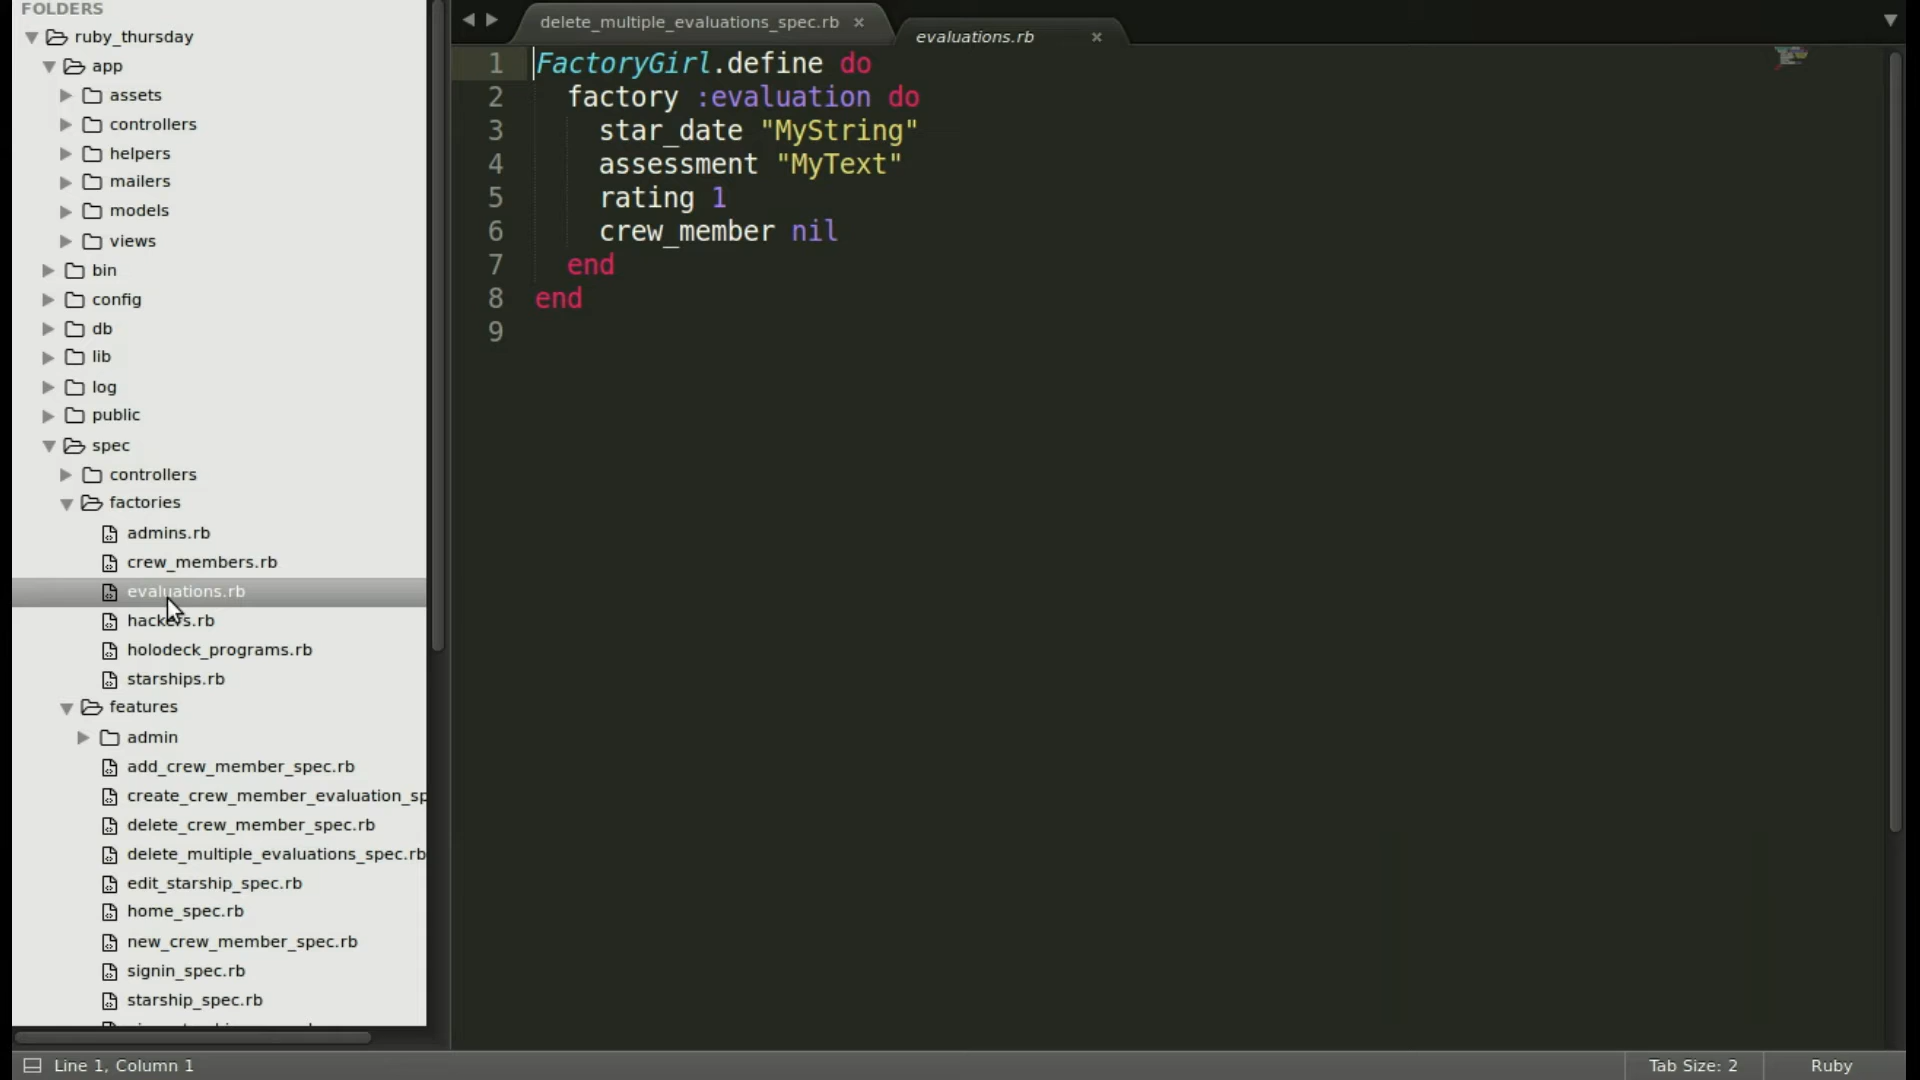 FOLDERS
ruby_thursday
app
assets
controllers
helpers
mailers
models
views
bin
config
db
lib
log
public
spec
controllers
factories
admins.rb
crew_members.rb
evaluations.rb
hackers.rb
holodeck_programs.rb
starships.rb
features
admin
add_crew_member_spec.rb
create_crew_member_evaluation_sp
delete_crew_member_spec.rb
delete_multiple_evaluations_spec.rb
edit_starship_spec.rb
home_spec.rb
new_crew_member_spec.rb
signin_spec.rb
starship_spec.rb
delete_multiple_evaluations_spec.rb ×
evaluations.rb ×
1 FactoryGirl.define do
2 factory :evaluation do
3 star_date "MyString"
4 assessment "MyText"
5 rating 1
6 crew_member nil
7 end
8 end
9
Line 1, Column 1
Tab Size: 2
Ruby